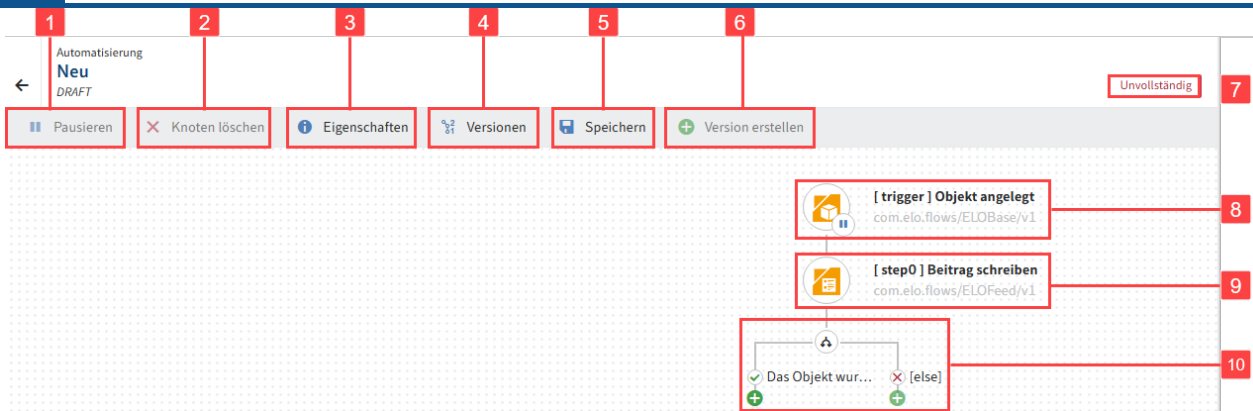 1 2 3 4 5 6
Automatisierung
Neu
DRAFT
Unvollständig 7
Pausieren Knoten löschen Eigenschaften Versionen Speichern Version erstellen
[ trigger ] Objekt angelegt
com.elo.flows/ELOBase/v1 8
[ step0 ] Beitrag schreiben
com.elo.flows/ELOFeed/v1 9
Das Objekt wur... [else] 10